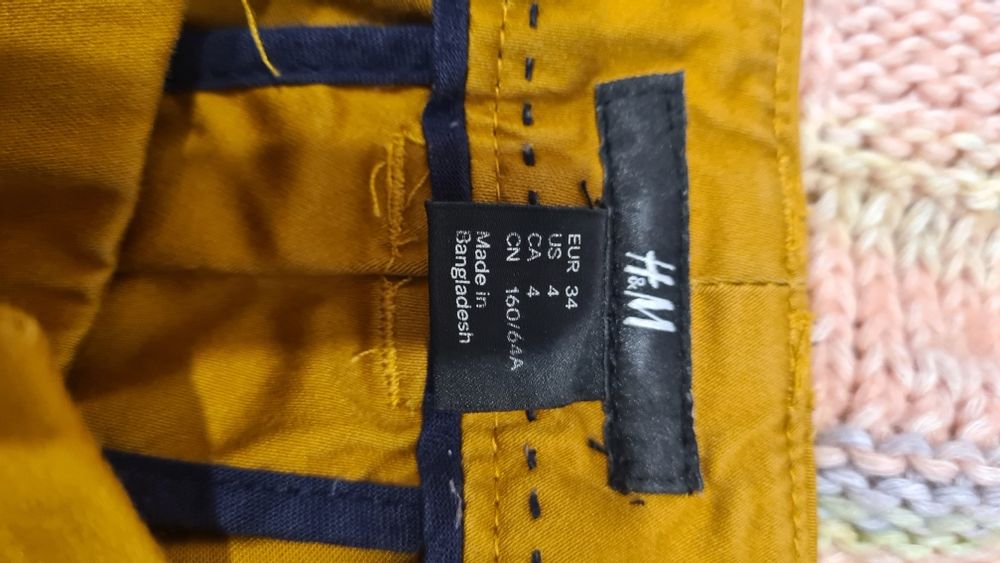 H&M
EUR 34
US 4
CA 4
CN 160/64A
Made in
Bangladesh